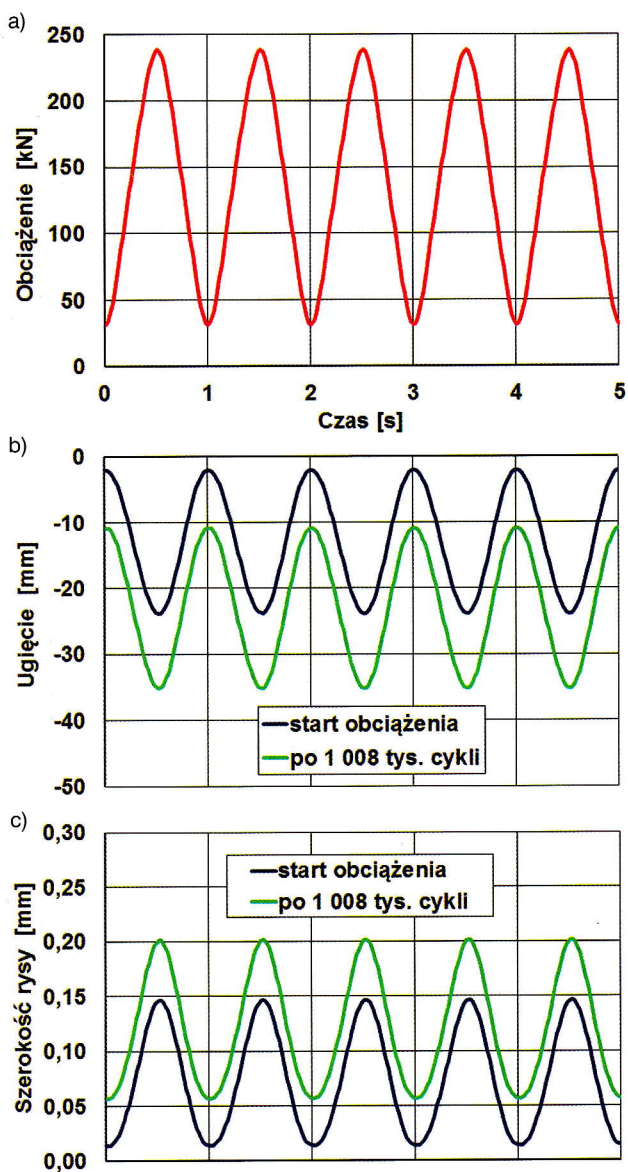 a)
250
200
150
100
50
0
Obciążenie [kN]
0 1 2 3 4 5
Czas [s]
b)
0
-10
-20
-30
-40
-50
Ugięcie [mm]
start obciążenia
po 1 008 tys. cykli
c)
0,30
0,25
0,20
0,15
0,10
0,05
0,00
Szerokość rysy [mm]
start obciążenia
po 1 008 tys. cykli